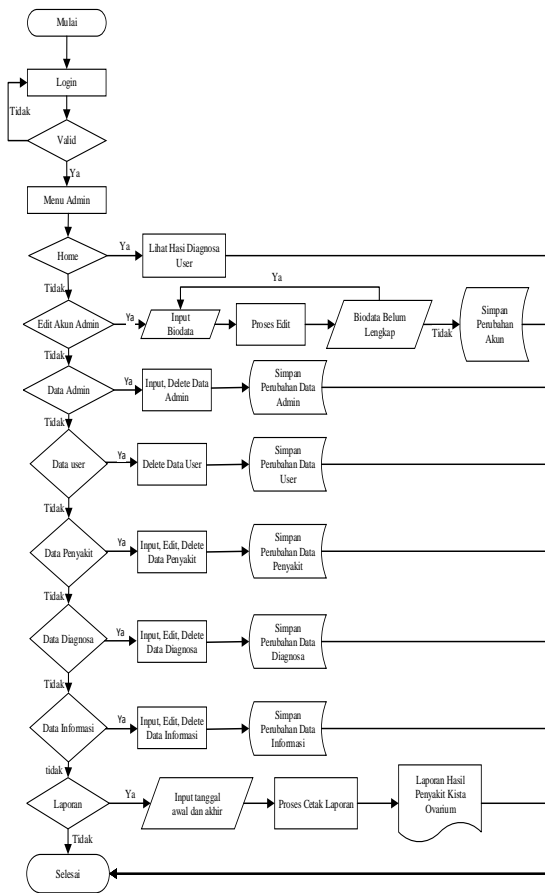 Mulai
Login
Tidak
Valid
Ya
Menu Admin
Home
Ya
Lihat Hasi Diagnosa
User
Tidak
Ya
Edit Akun Admin
Ya
Input
Biodata
Proses Edit
Biodata Belum
Lengkap
Tidak
Simpan
Perubahan
Akun
Tidak
Data Admin
Ya
Input, Delete Data
Admin
Simpan
Perubahan Data
Admin
Tidak
Data user
Ya
Delete Data User
Simpan
Perubahan Data
User
Tidak
Data Penyakit
Ya
Input, Edit, Delete
Data Penyakit
Simpan
Perubahan Data
Penyakit
Tidak
Data Diagnosa
Ya
Input, Edit, Delete
Data Diagnosa
Simpan
Perubahan Data
Diagnosa
Tidak
Data Informasi
Ya
Input, Edit, Delete
Data Informasi
Simpan
Perubahan Data
Informasi
tidak
Laporan
Ya
Input tanggal
awal dan akhir
Proses Cetak Laporan
Laporan Hasil
Penyakit Kista
Ovarium
Tidak
Selesai